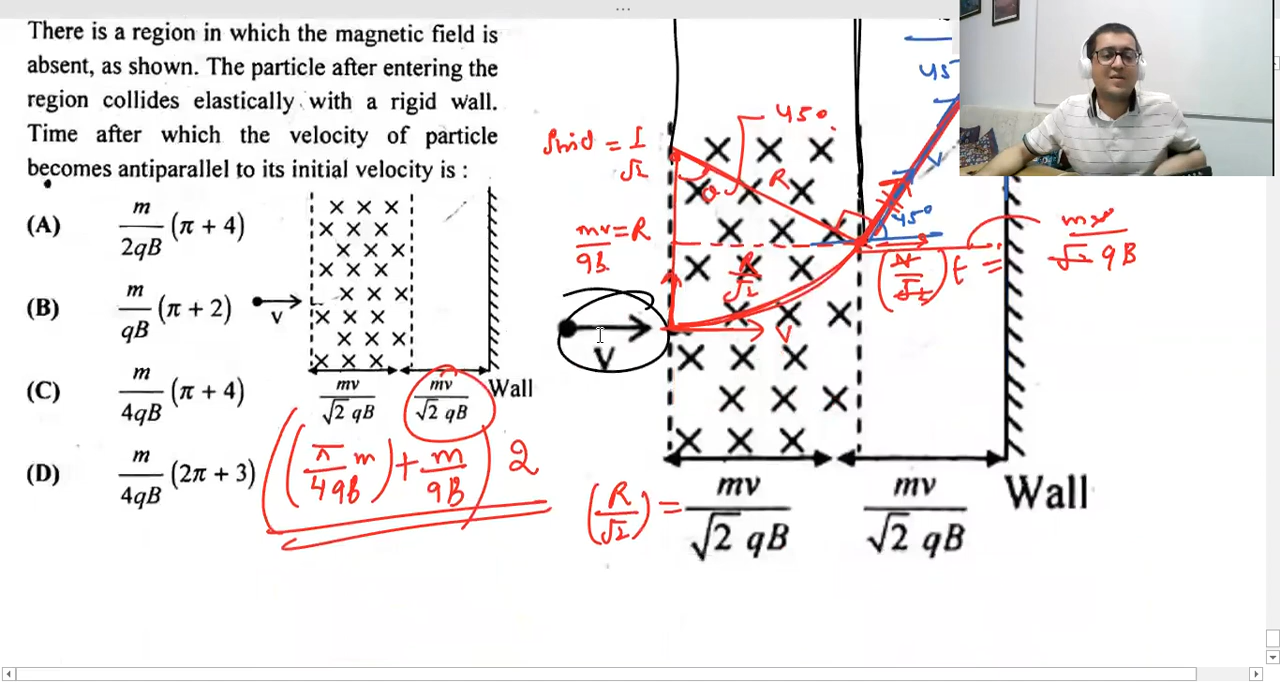 There is a region in which the magnetic field is
absent, as shown. The particle after entering the
region collides elastically with a rigid wall.
Time after which the velocity of particle
becomes antiparallel to its initial velocity is :
(A) m/2qB (π + 4)
(B) m/qB (π + 2)
(C) m/4qB (π + 4)
(D) m/4qB (2π + 3)
v
mv/√2 qB
mv/√2 qB
Wall
((π m/4qB) + m/qB) 2
= 1/√2
mv/qB = R
45°
θ
R
R/√2
v
V
v
45°
45
(v/√2) t = mv/√2 qB
(R/√2) = mv/√2 qB
mv/√2 qB
Wall